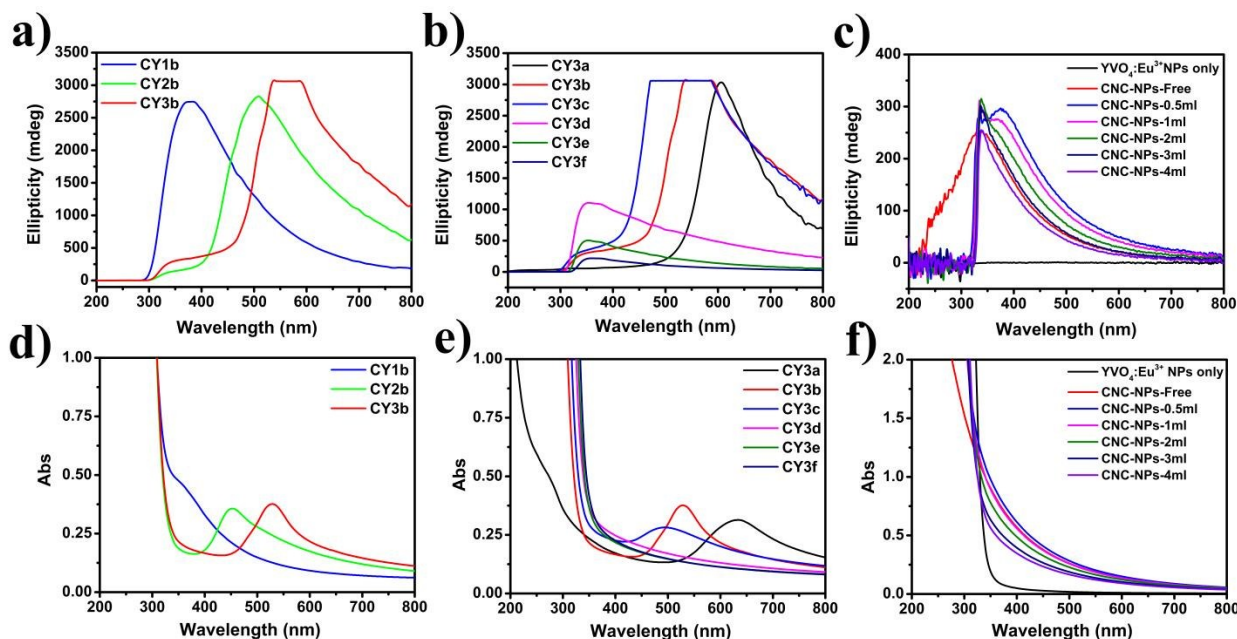 a)
3500
3000
2500
2000
1500
1000
500
0
Ellipticity (mdeg)
CY1b
CY2b
CY3b
200 300 400 500 600 700 800
Wavelength (nm)
b)
3500
3000
2500
2000
1500
1000
500
0
Ellipticity (mdeg)
CY3a
CY3b
CY3c
CY3d
CY3e
CY3f
200 300 400 500 600 700 800
Wavelength (nm)
c)
400
300
200
100
0
Ellipticity (mdeg)
YVO₄:Eu³⁺NPs only
CNC-NPs-Free
CNC-NPs-0.5ml
CNC-NPs-1ml
CNC-NPs-2ml
CNC-NPs-3ml
CNC-NPs-4ml
200 300 400 500 600 700 800
Wavelength (nm)
d)
1.00
0.75
0.50
0.25
0.00
Abs
CY1b
CY2b
CY3b
200 300 400 500 600 700 800
Wavelength (nm)
e)
1.00
0.75
0.50
0.25
0.00
Abs
CY3a
CY3b
CY3c
CY3d
CY3e
CY3f
200 300 400 500 600 700 800
Wavelength (nm)
f)
2.0
1.5
1.0
0.5
0.0
Abs
YVO₄:Eu³⁺ NPs only
CNC-NPs-Free
CNC-NPs-0.5ml
CNC-NPs-1ml
CNC-NPs-2ml
CNC-NPs-3ml
CNC-NPs-4ml
200 300 400 500 600 700 800
Wavelength (nm)